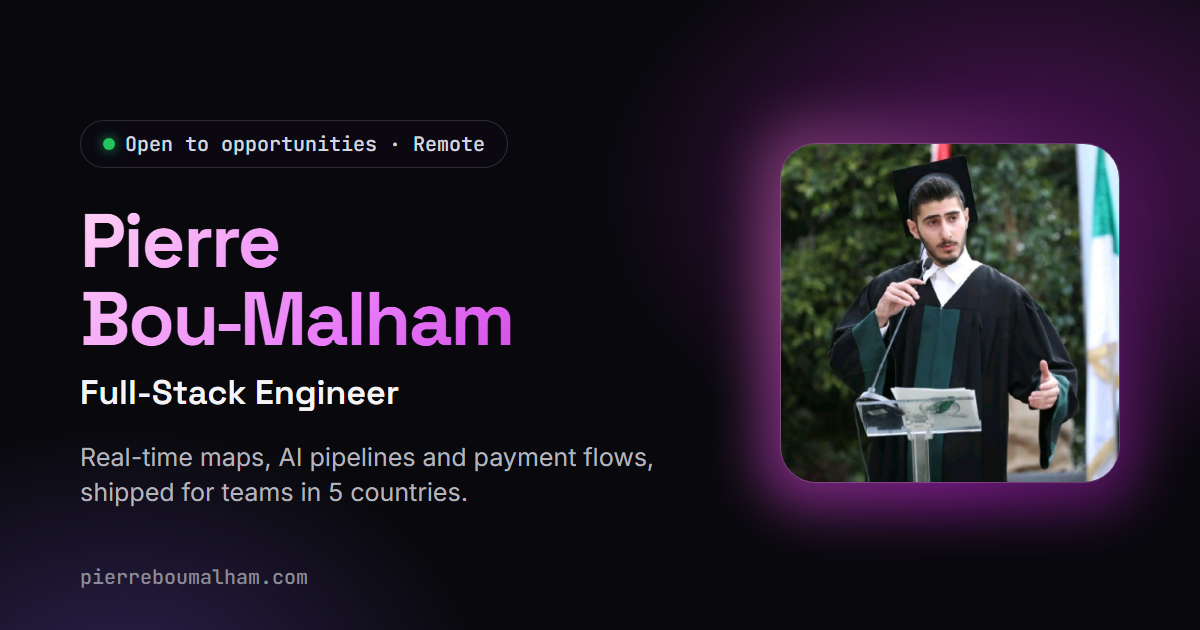 Open to opportunities · Remote
Pierre
Bou-Malham
Full-Stack Engineer
Real-time maps, AI pipelines and payment flows,
shipped for teams in 5 countries.
pierreboumalham.com